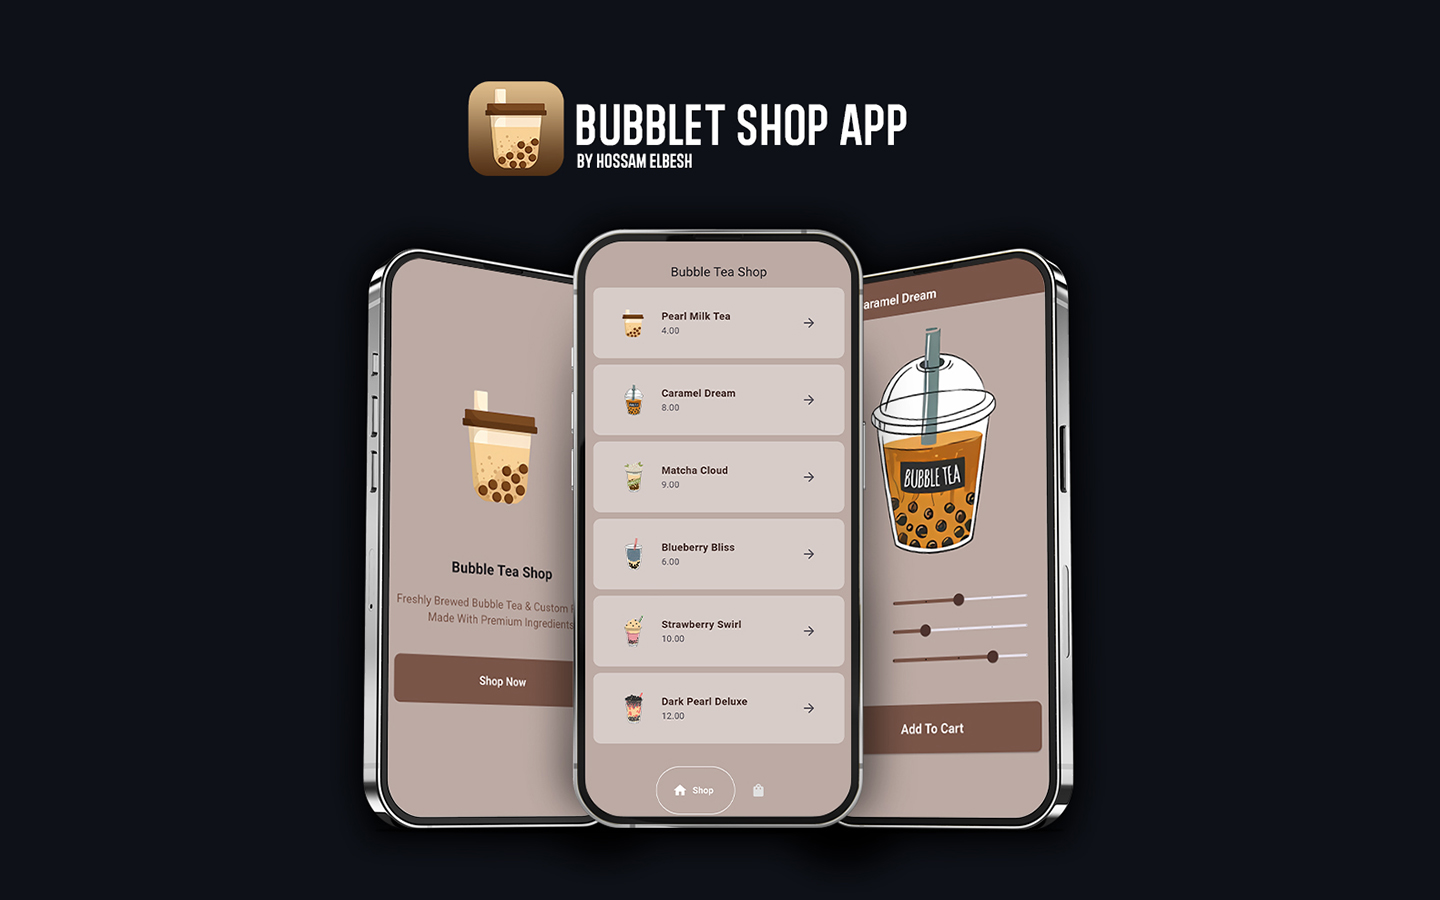 BUBBLET SHOP APP
BY HOSSAM ELBESH
Bubble Tea Shop
Freshly Brewed Bubble Tea & Custom
Made With Premium Ingredients
Shop Now
Bubble Tea Shop
Pearl Milk Tea
4.00
Caramel Dream
8.00
Matcha Cloud
9.00
Blueberry Bliss
6.00
Strawberry Swirl
10.00
Dark Pearl Deluxe
12.00
Shop
aramel Dream
BUBBLE TEA
Add To Cart